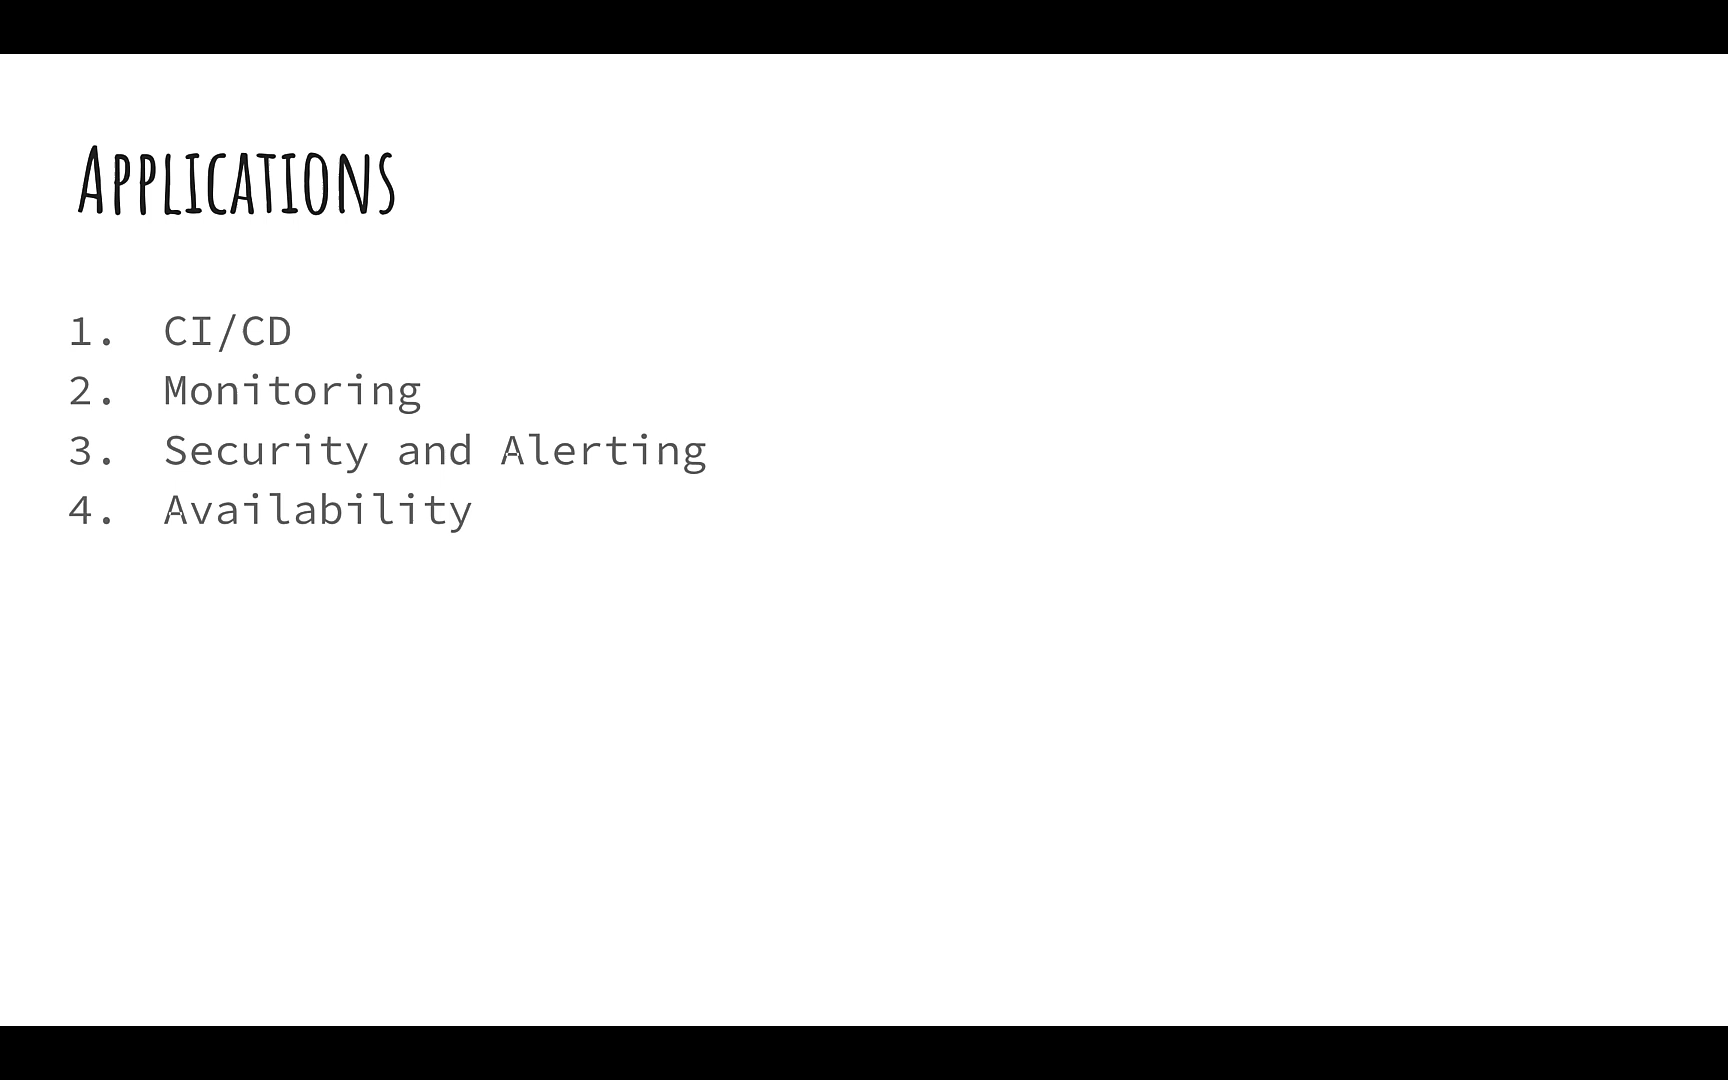 Applications
1. CI/CD
2. Monitoring
3. Security and Alerting
4. Availability